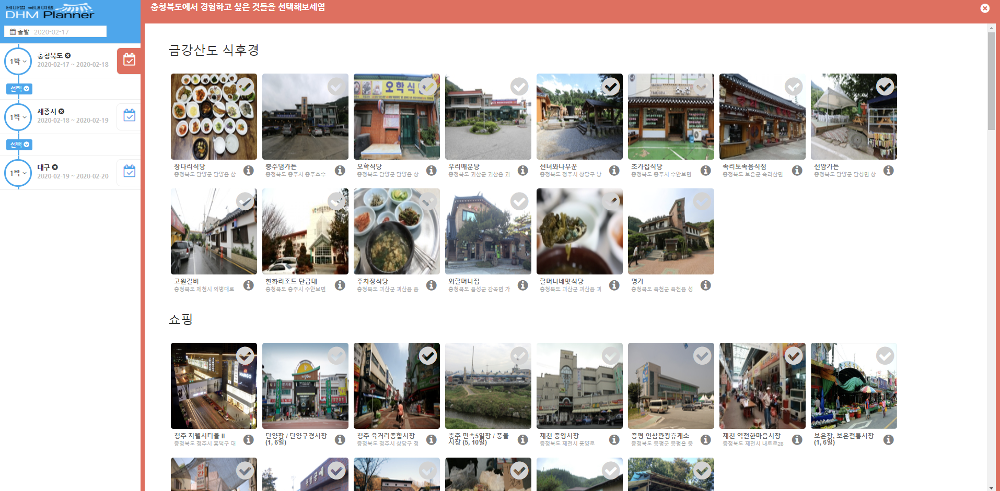 테마별 국내여행
DHM Planner
출발 2020-02-17
1박
충청북도
2020-02-17 ~ 2020-02-18
선택
1박
세종시
2020-02-18 ~ 2020-02-19
선택
1박
대구
2020-02-19 ~ 2020-02-20
충청북도에서 경험하고 싶은 것들을 선택해보세염
금강산도 식후경
오학식당
장다리식당
충청북도 단양군 단양읍 삼
충주댐가든
충청북도 충주시 충주호수
오학식당
충청북도 단양군 단양읍 상
우리매운탕
충청북도 괴산군 괴산읍 괴
선녀와나무꾼
충청북도 청주시 상당구 낭
초가집식당
충청북도 충주시 수안보면
속리토속음식점
충청북도 보은군 속리산면
선암가든
충청북도 단양군 단성면 상
고원갈비
충청북도 제천시 의병대로
한화리조트 탄금대
충청북도 충주시 수안보면
주차장식당
충청북도 괴산군 괴산읍 읍
외할머니집
충청북도 음성군 감곡면 가
할머니네맛식당
충청북도 괴산군 괴산읍 괴
명가
충청북도 옥천군 옥천읍 성
쇼핑
MANGO
청주 지웰시티몰 II
충청북도 청주시 흥덕구 대
단양장 / 단양구경시장
(1, 6일)
청주 육거리종합시장
충청북도 청주시 상당구 청
충주 민속5일장 / 풍물
시장 (5, 10일)
제천 중앙시장
충청북도 제천시 풍양로
증평 인삼관광휴게소
충청북도 증평군 증평읍 증
제천 역전한마음시장
충청북도 제천시 내토로28
보은장, 보은전통시장
(1, 6일)